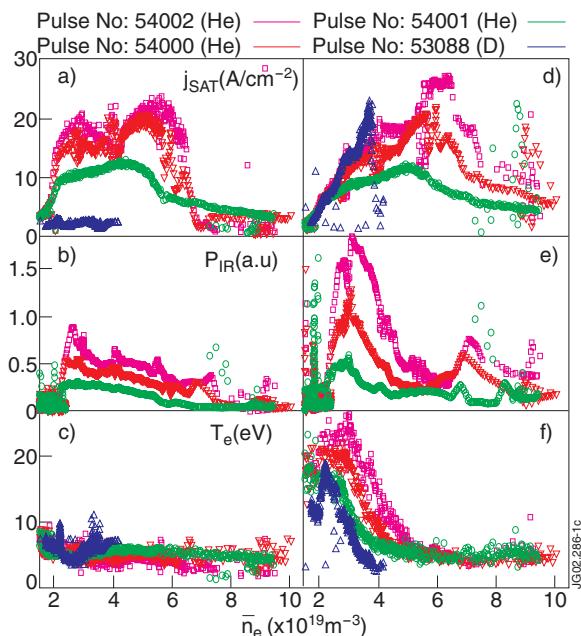 Pulse No: 54002 (He) Pulse No: 54001 (He)
Pulse No: 54000 (He) Pulse No: 53088 (D)
a) jSAT(A/cm⁻²) d)
30
20
10
0
b) PIR(a.u) e)
1.5
1.0
0.5
0
c) Te(eV) f)
20
10
5
0
2 4 6 8 10 2 4 6 8 10
n̅e (x10¹⁹m⁻³)
JG02.286-1c